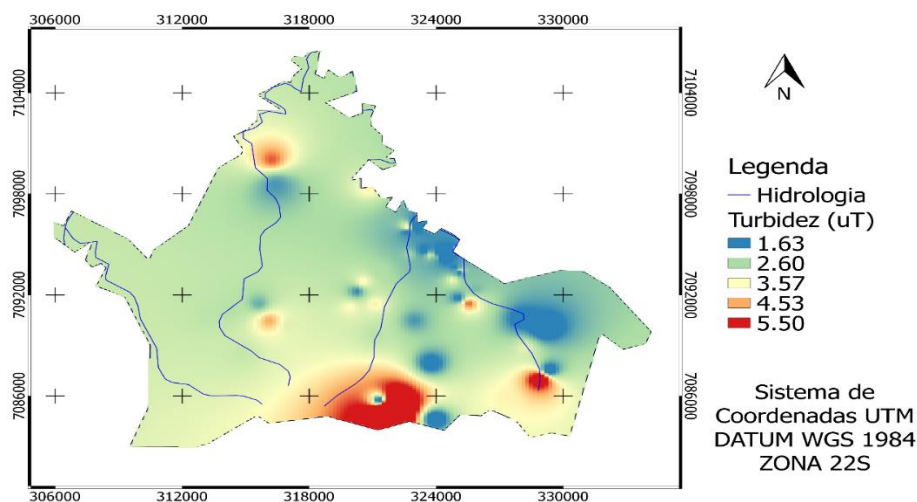 306000 312000 318000 324000 330000
7104000 7104000
7098000 7098000
7092000 7092000
7086000 7086000
306000 312000 318000 324000 330000
N
Legenda
Hidrologia
Turbidez (uT)
1.63
2.60
3.57
4.53
5.50
Sistema de
Coordenadas UTM
DATUM WGS 1984
ZONA 22S